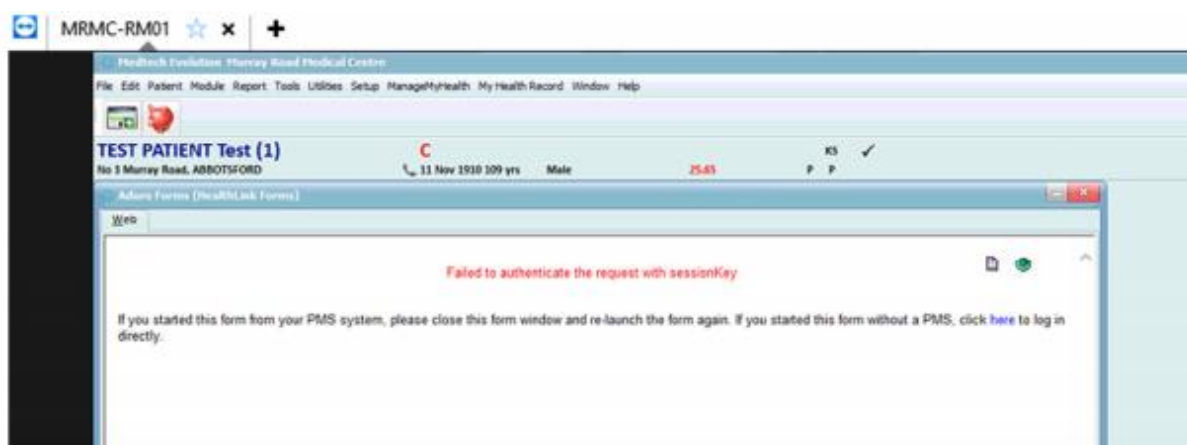 MRMC-RM01
Medtech Evolution Murray Road Medical Centre
File Edit Patient Module Report Tools Utilities Setup ManageMyHealth My Health Record Window Help
TEST PATIENT Test (1) C KS ✓
No 3 Murray Road, ABBOTSFORD 11 Nov 1910 109 yrs Male 25.65 P P
(HealthLink Forms)
Web
Failed to authenticate the request with sessionKey
If you started this form from your PMS system, please close this form window and re-launch the form again. If you started this form without a PMS, click here to log in
directly.